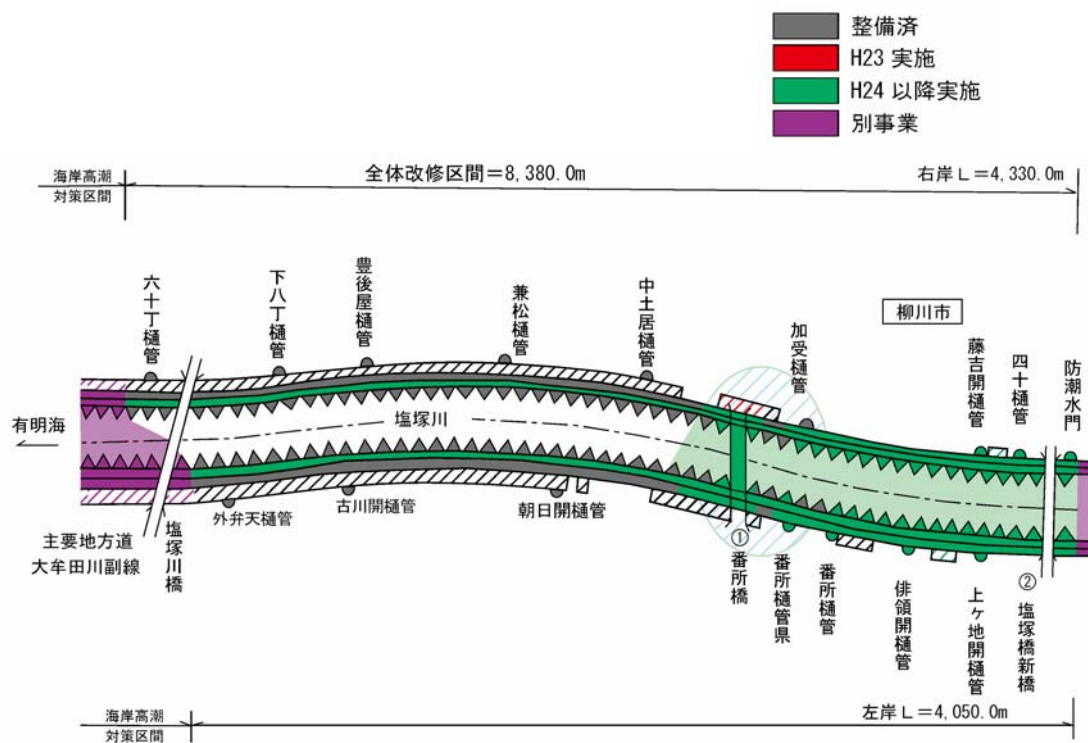 整備済
H23 実施
H24 以降実施
別事業
海岸高潮
対策区間
全体改修区間=8,380.0m
右岸 L=4,330.0m
六十丁樋管
下八丁樋管
豊後屋樋管
兼松樋管
中土居樋管
加受樋管
柳川市
藤吉開樋管
四十樋管
防潮水門
有明海
塩塚川
主要地方道
大牟田川副線
塩塚川橋
外弁天樋管
古川開樋管
朝日開樋管
①
番所橋
番所樋管県
番所樋管
俳領開樋管
上ヶ地開樋管
②
塩塚橋新橋
海岸高潮
対策区間
左岸 L=4,050.0m